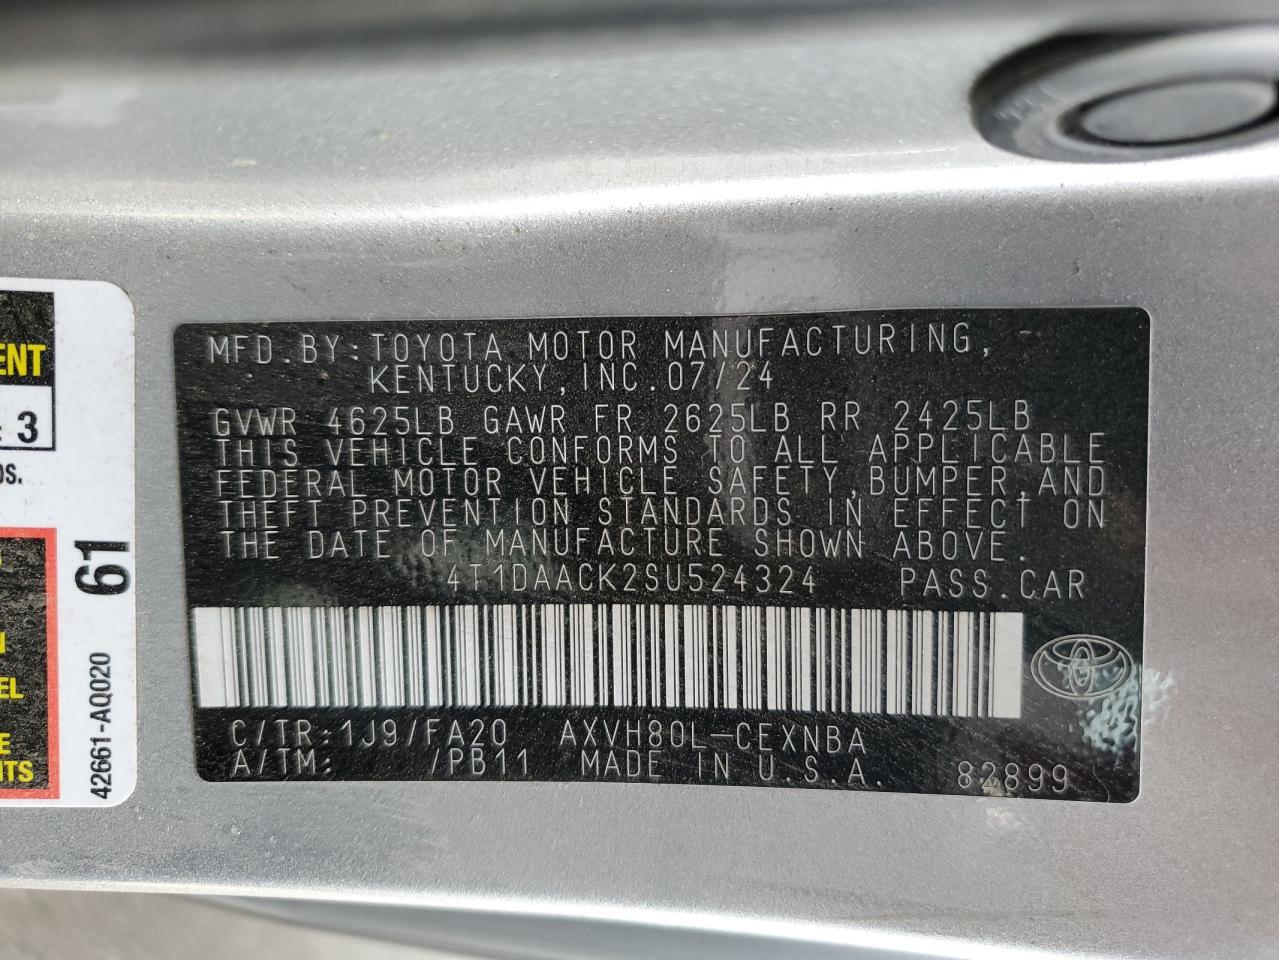 MFD.BY:TOYOTA MOTOR MANUFACTURING,
KENTUCKY,INC.07/24
GVWR 4625LB GAWR FR 2625LB RR 2425LB
THIS VEHICLE CONFORMS TO ALL APPLICABLE
FEDERAL MOTOR VEHICLE SAFETY,BUMPER,AND
THEFT PREVENTION STANDARDS IN EFFECT ON
THE DATE OF MANUFACTURE SHOWN ABOVE.
4T1DAACK2SU524324 PASS.CAR
C/TR:1J9/FA20 AXVH80L-CEXNBA
A/TM: /PB11 MADE IN U.S.A. 82899
ENT
: 3
OS.
61
42661-AQ020
N
EL
E
ITS